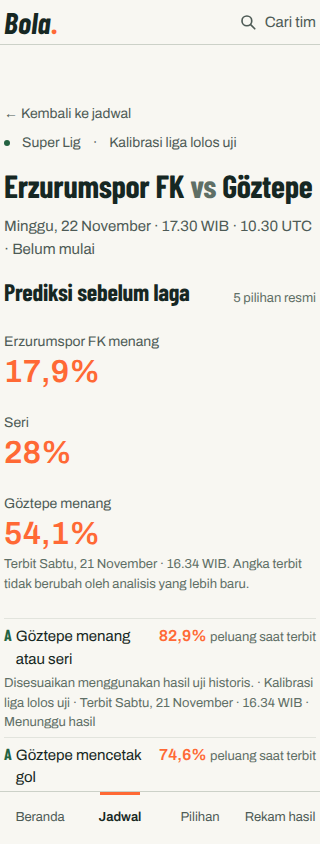 Bola.
Cari tim
← Kembali ke jadwal
Super Lig · Kalibrasi liga lolos uji
Erzurumspor FK vs Göztepe
Minggu, 22 November · 17.30 WIB · 10.30 UTC
· Belum mulai
Prediksi sebelum laga
5 pilihan resmi
Erzurumspor FK menang
17,9%
Seri
28%
Göztepe menang
54,1%
Terbit Sabtu, 21 November · 16.34 WIB. Angka terbit
tidak berubah oleh analisis yang lebih baru.
A Göztepe menang 82,9% peluang saat terbit
atau seri
Disesuaikan menggunakan hasil uji historis. · Kalibrasi
liga lolos uji · Terbit Sabtu, 21 November · 16.34 WIB ·
Menunggu hasil
A Göztepe mencetak 74,6% peluang saat terbit
gol
Beranda Jadwal Pilihan Rekam hasil